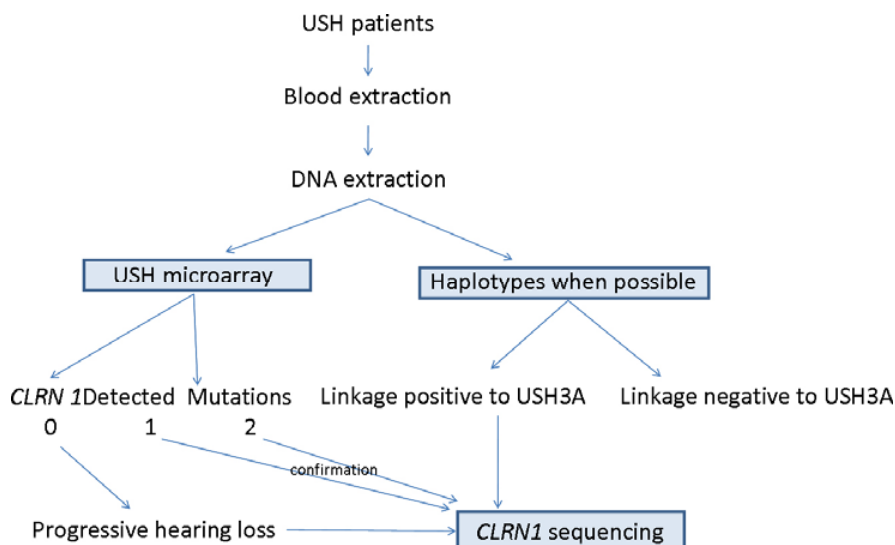 USH patients
Blood extraction
DNA extraction
USH microarray
Haplotypes when possible
CLRN 1Detected Mutations
Linkage positive to USH3A
Linkage negative to USH3A
0 1 2
confirmation
Progressive hearing loss
CLRN1 sequencing